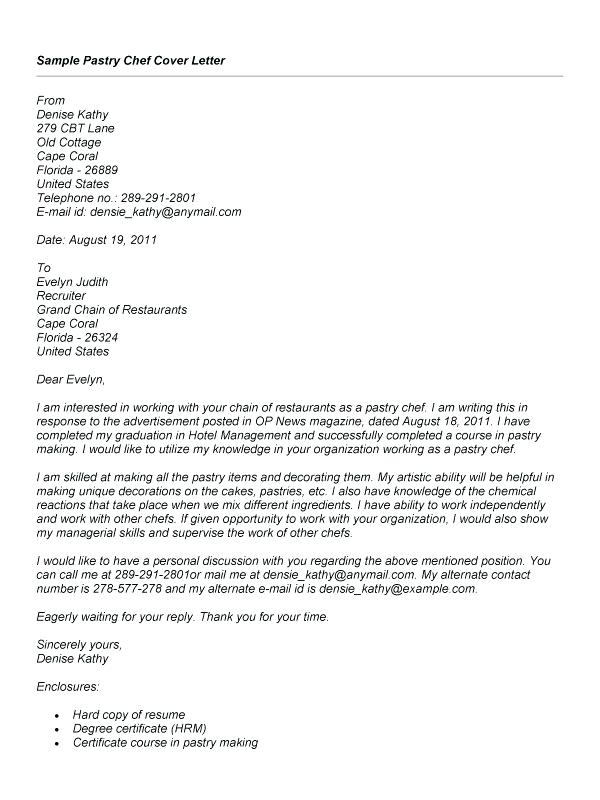 Sample Pastry Chef Cover Letter
From
Denise Kathy
279 CBT Lane
Old Cottage
Cape Coral
Florida - 26889
United States
Telephone no.: 289-291-2801
E-mail id: densie_kathy@anymail.com
Date: August 19, 2011
To
Evelyn Judith
Recruiter
Grand Chain of Restaurants
Cape Coral
Florida - 26324
United States
Dear Evelyn,
I am interested in working with your chain of restaurants as a pastry chef. I am writing this in
response to the advertisement posted in OP News magazine, dated August 18, 2011. I have
completed my graduation in Hotel Management and successfully completed a course in pastry
making. I would like to utilize my knowledge in your organization working as a pastry chef.
I am skilled at making all the pastry items and decorating them. My artistic ability will be helpful in
making unique decorations on the cakes, pastries, etc. I also have knowledge of the chemical
reactions that take place when we mix different ingredients. I have ability to work independently
and work with other chefs. If given opportunity to work with your organization, I would also show
my managerial skills and supervise the work of other chefs.
I would like to have a personal discussion with you regarding the above mentioned position. You
can call me at 289-291-2801or mail me at densie_kathy@anymail.com. My alternate contact
number is 278-577-278 and my alternate e-mail id is densie_kathy@example.com.
Eagerly waiting for your reply. Thank you for your time.
Sincerely yours,
Denise Kathy
Enclosures:
• Hard copy of resume
• Degree certificate (HRM)
• Certificate course in pastry making